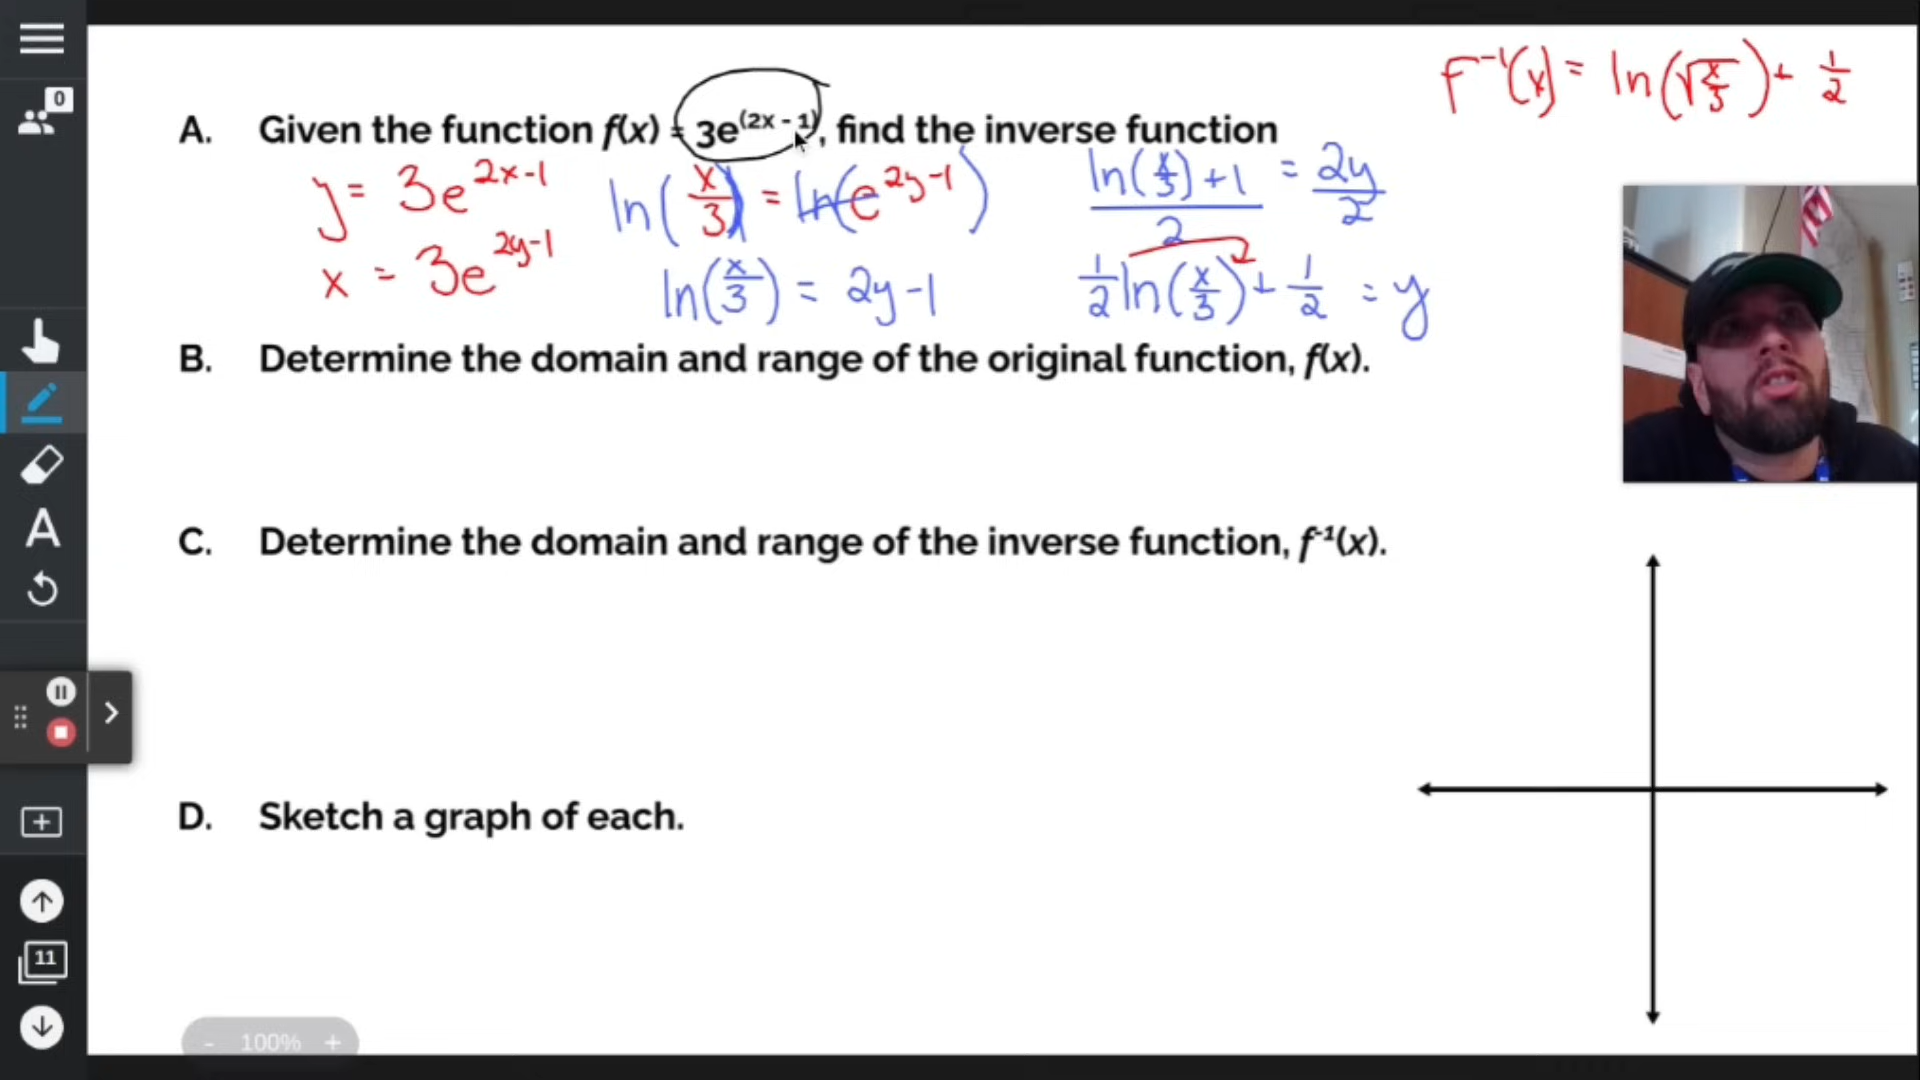 0
f⁻¹(x) = ln(√x/3) + 1/2
A. Given the function f(x) = 3e^(2x - 1), find the inverse function
y = 3e^2x-1
x = 3e^2y-1
ln(x/3) = ln(e^2y-1)
ln(x/3) = 2y-1
ln(x/3)+1 / 2 = 2y / 2
1/2 ln(x/3) + 1/2 = y
B. Determine the domain and range of the original function, f(x).
C. Determine the domain and range of the inverse function, f⁻¹(x).
D. Sketch a graph of each.
A
11
- 100% +